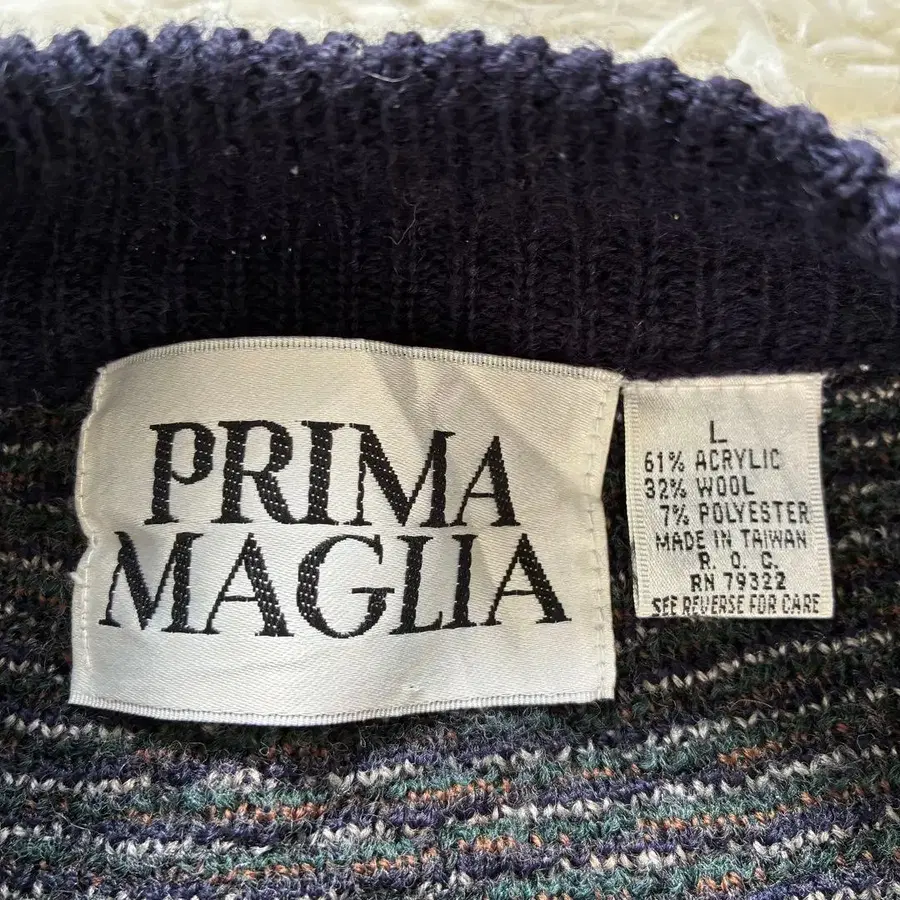 PRIMA
MAGLIA
L
61% ACRYLIC
32% WOOL
7% POLYESTER
MADE IN TAIWAN
R. O. C.
RN 79322
SEE REVERSE FOR CARE